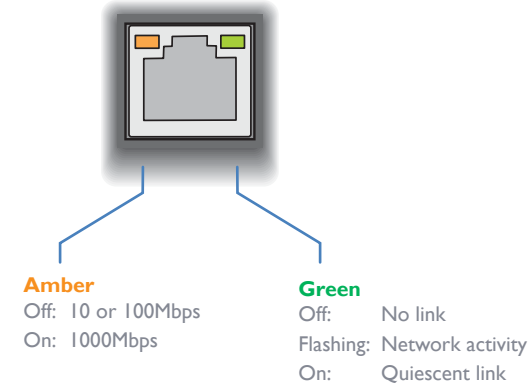 Amber
Off: 10 or 100Mbps
On: 1000Mbps
Green
Off: No link
Flashing: Network activity
On: Quiescent link